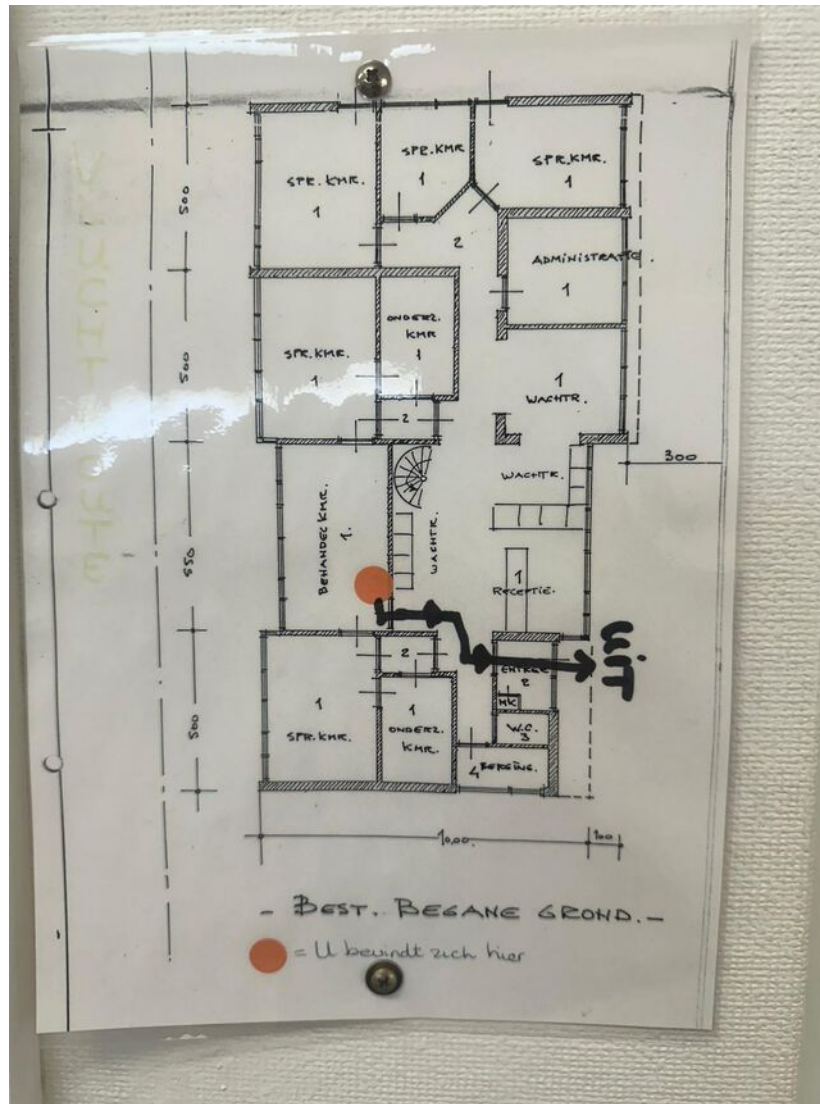 SPR. KMR.
1
SPR. KMR
1
SPR. KMR.
1
2
ADMINISTRATIE.
1
500
ONDERZ.
KMR
1
SPR. KMR.
1
500
2
1
WACHTR.
WACHTR.
300
BEHANDEL KMR.
1.
WACHTR.
550
1
RECEPTIE.
UIT
2
ENTREE
2
MK
W.C.
3
1
SPR. KMR.
1
ONDERZ.
KMR.
500
4 BERGING.
10,00.
100
- BEST. BEGANE GROND. -
= U bevindt zich hier